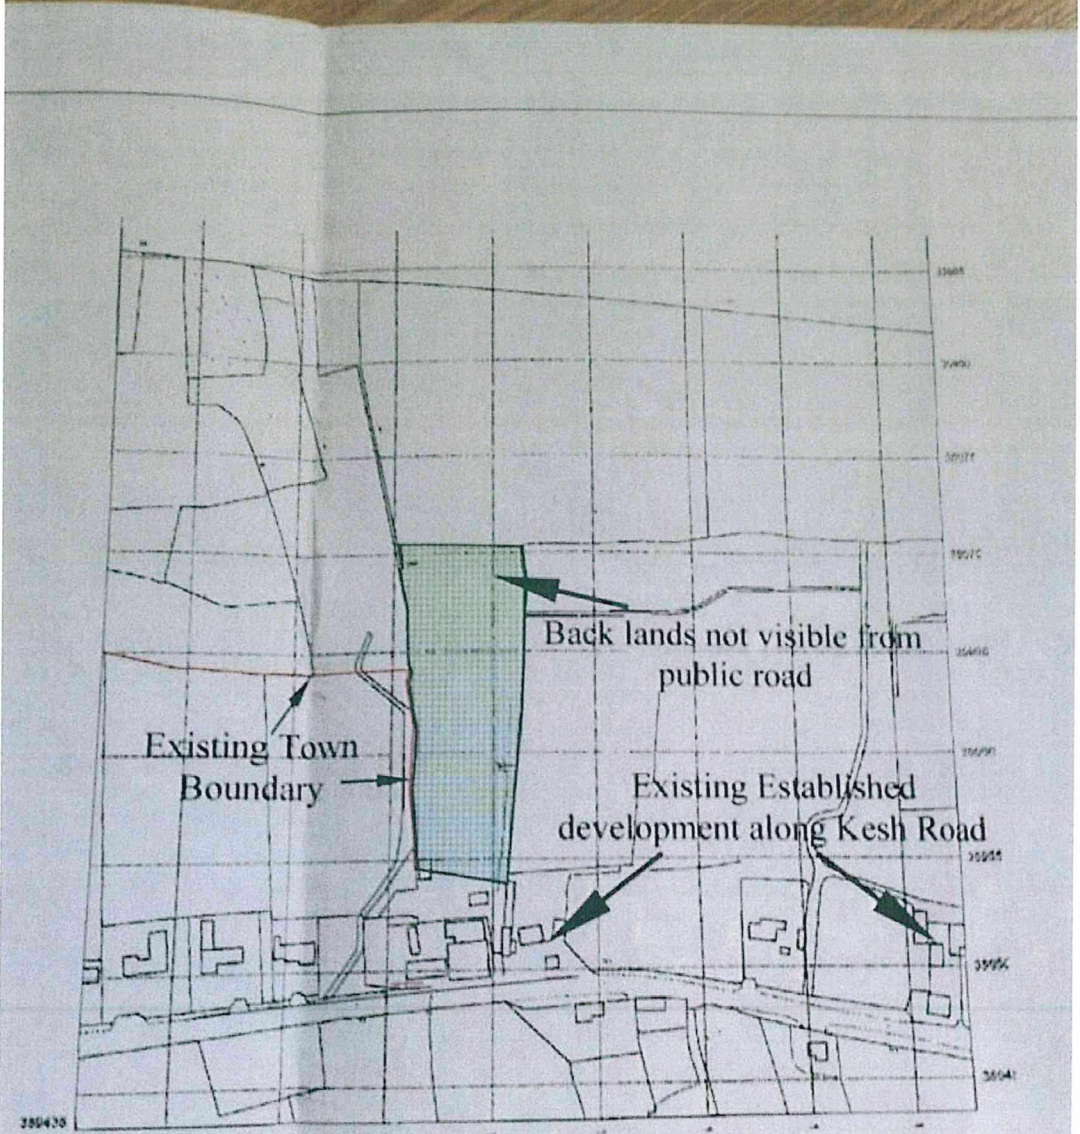 Back lands not visible from
public road
Existing Town
Boundary
Existing Established
development along Kesh Road